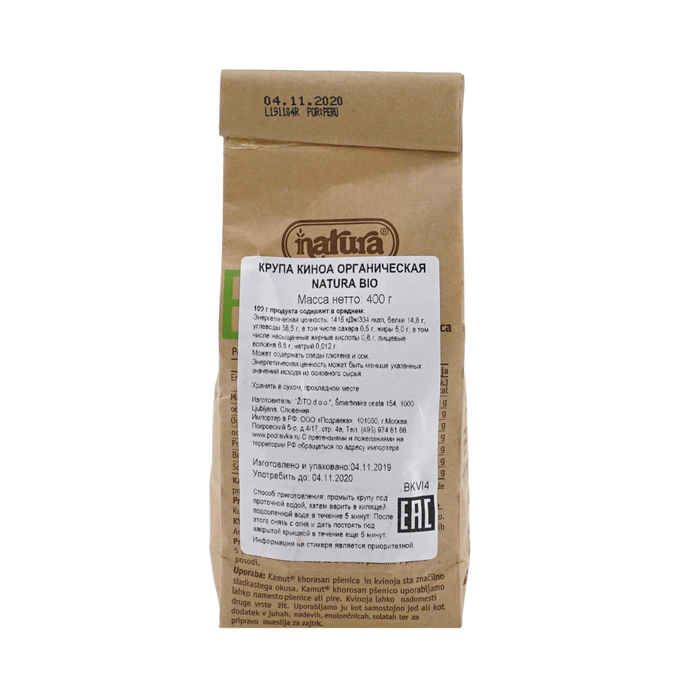 04.11.2020
L191104R POR:PERU
natura®
КРУПА КИНОА ОРГАНИЧЕСКАЯ
NATURA BIO
Масса нетто: 400 г
100 г продукта содержит в среднем:
Энергетическая ценность: 1415 кДж/334 ккал, белки 14,8 г,
углеводы 58,5 г, в том числе сахара 0,5 г, жиры 5,0 г, в том
числе насыщенные жирные кислоты 0,6 г, пищевые
волокна 6,6 г, натрий 0,012 г.
Может содержать следы глютена и сои.
Энергетическая ценность может быть меньше указанных
значений исходя из основного сырья.
Хранить в сухом, прохладном месте
Изготовитель: "ŽITO d.o.o.", Šmartinska cesta 154, 1000
Ljubljana, Словения
Импортер в РФ: ООО «Подравка», 101000, г.Москва,
Покровский б-р, д.4/17, стр. 4а, Тел. (495) 974 81 66,
www.podravka.ru С претензиями и пожеланиями на
территории РФ обращаться по адресу импортера
Изготовлено и упаковано:04.11.2019
Употребить до: 04.11.2020
BKVI4
Способ приготовления: промыть крупу под
проточной водой, затем варить в кипящей
подсоленной воде в течение 5 минут. После
этого снять с огня и дать постоять под
закрытой крышкой в течение еще 5 минут.
EAC
Информация на стикере является приоритетной
posodi.
Uporaba: Kamut® khorasan pšenica in kvinoja sta značilno
sladkastega okusa. Kamut® khorasan pšenico uporabljamo
lahko namesto pšenice ali pire. Kvinoja lahko nadomesti
druge vrste žit. Uporabljamo ju kot samostojno jed ali kot
dodatek v juhah, nadevih, enolončnicah, solatah ter za
pripravo mueslija za zajtrk.